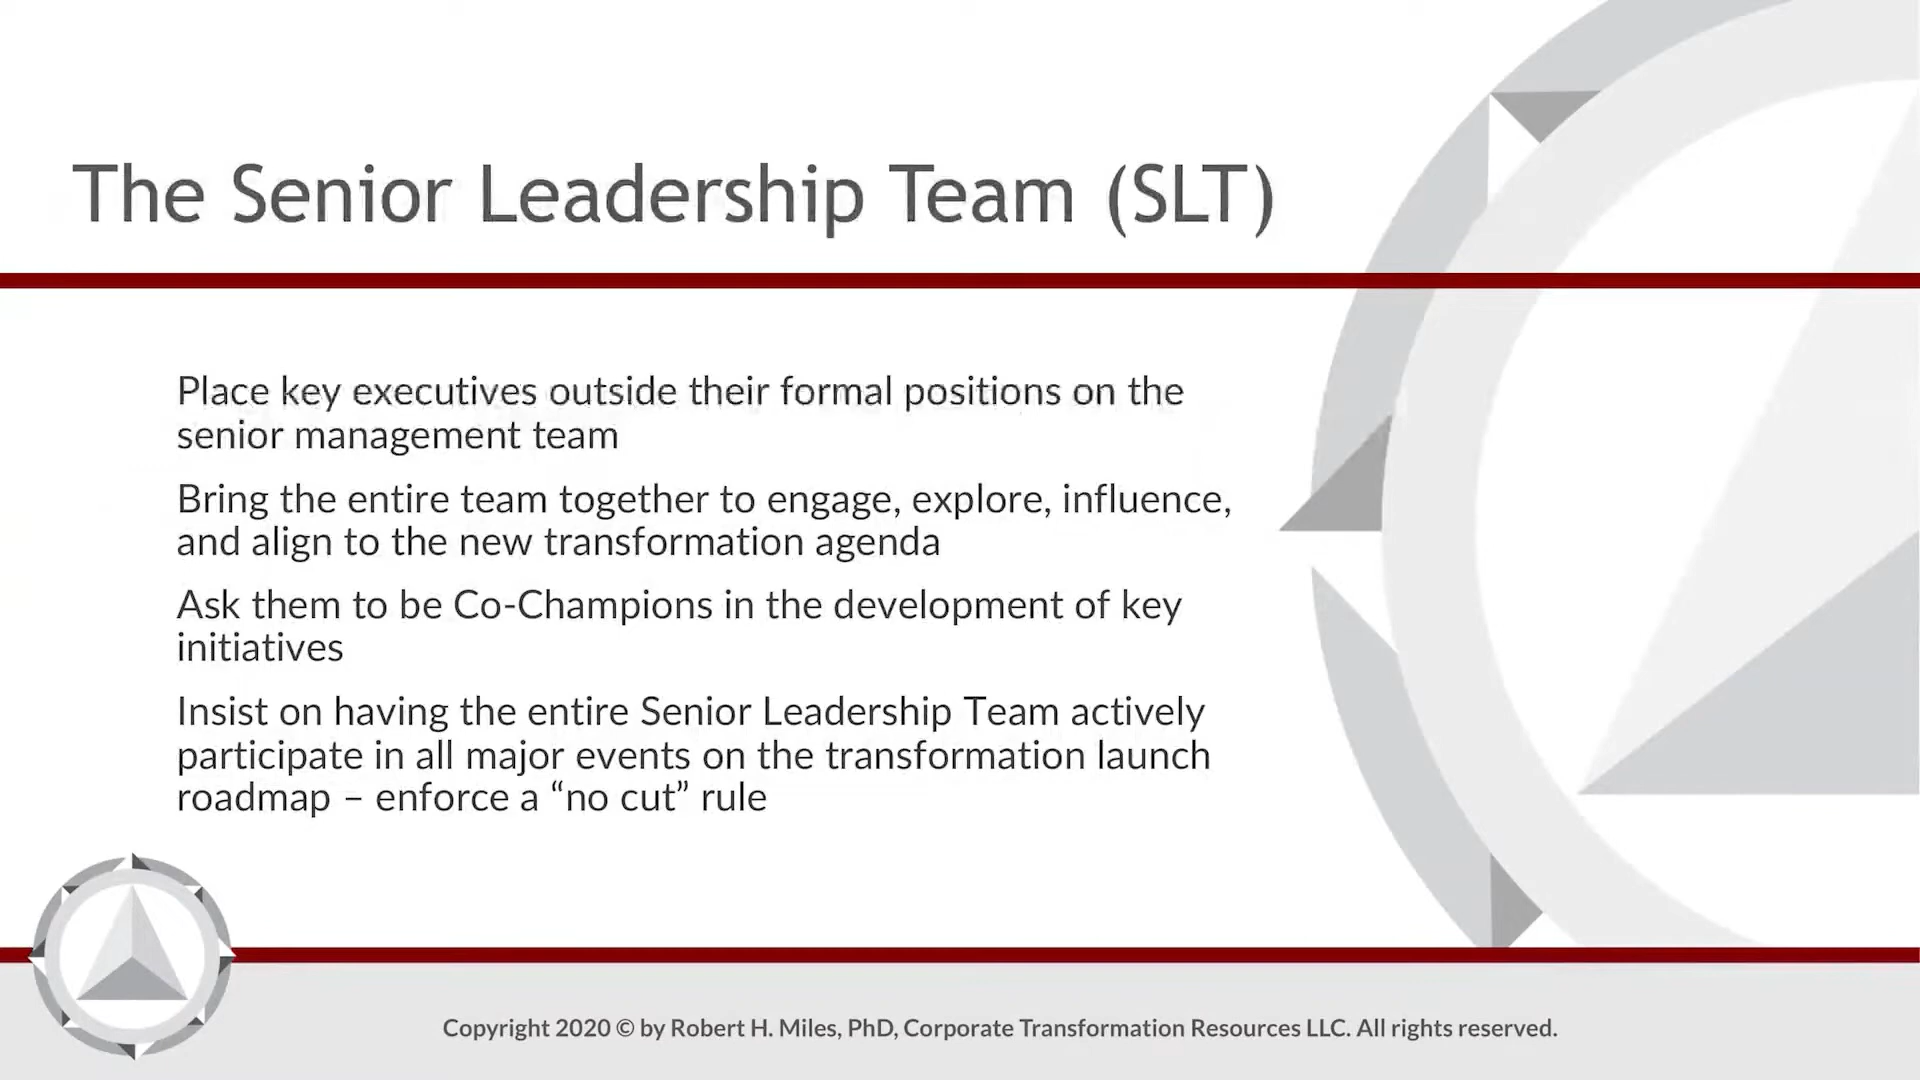 The Senior Leadership Team (SLT)
Place key executives outside their formal positions on the
senior management team
Bring the entire team together to engage, explore, influence,
and align to the new transformation agenda
Ask them to be Co-Champions in the development of key
initiatives
Insist on having the entire Senior Leadership Team actively
participate in all major events on the transformation launch
roadmap – enforce a “no cut” rule
Copyright 2020 © by Robert H. Miles, PhD, Corporate Transformation Resources LLC. All rights reserved.